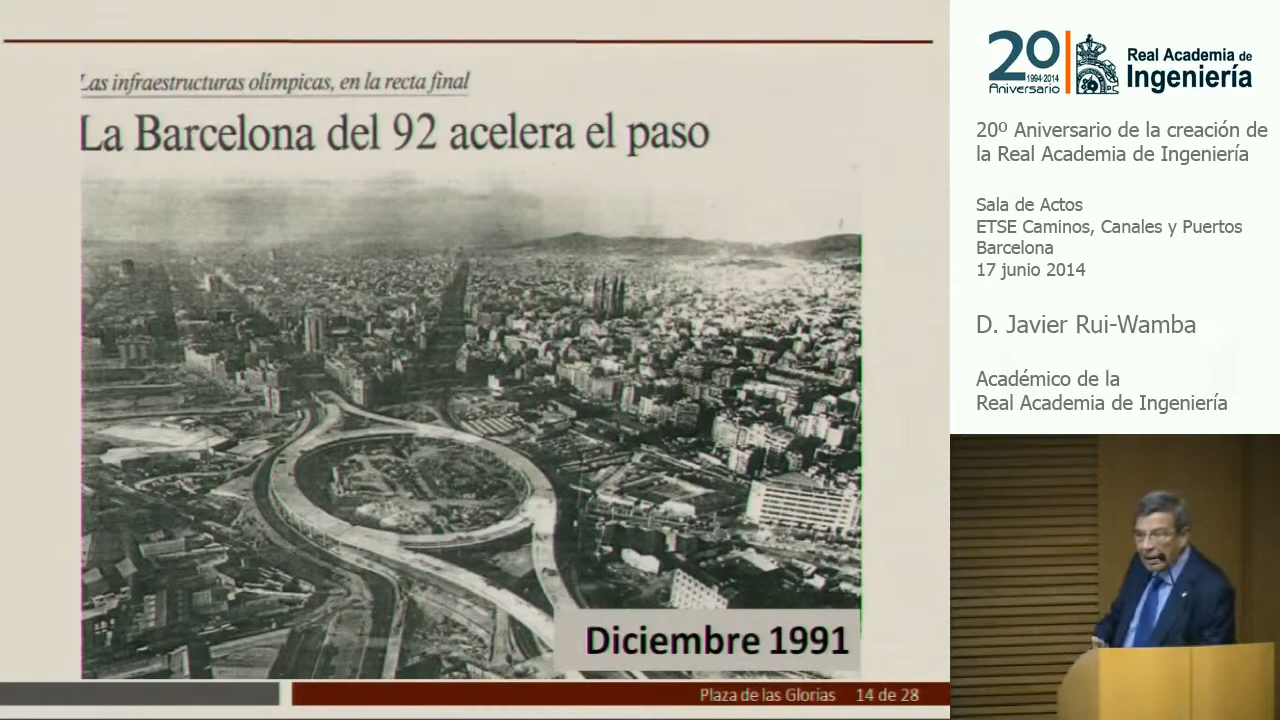 Las infraestructuras olímpicas, en la recta final
La Barcelona del 92 acelera el paso
Diciembre 1991
Plaza de las Glorias 14 de 28
20
1994-2014
Aniversario
Real Academia de
Ingeniería
20º Aniversario de la creación de
la Real Academia de Ingeniería
Sala de Actos
ETSE Caminos, Canales y Puertos
Barcelona
17 junio 2014
D. Javier Rui-Wamba
Académico de la
Real Academia de Ingeniería